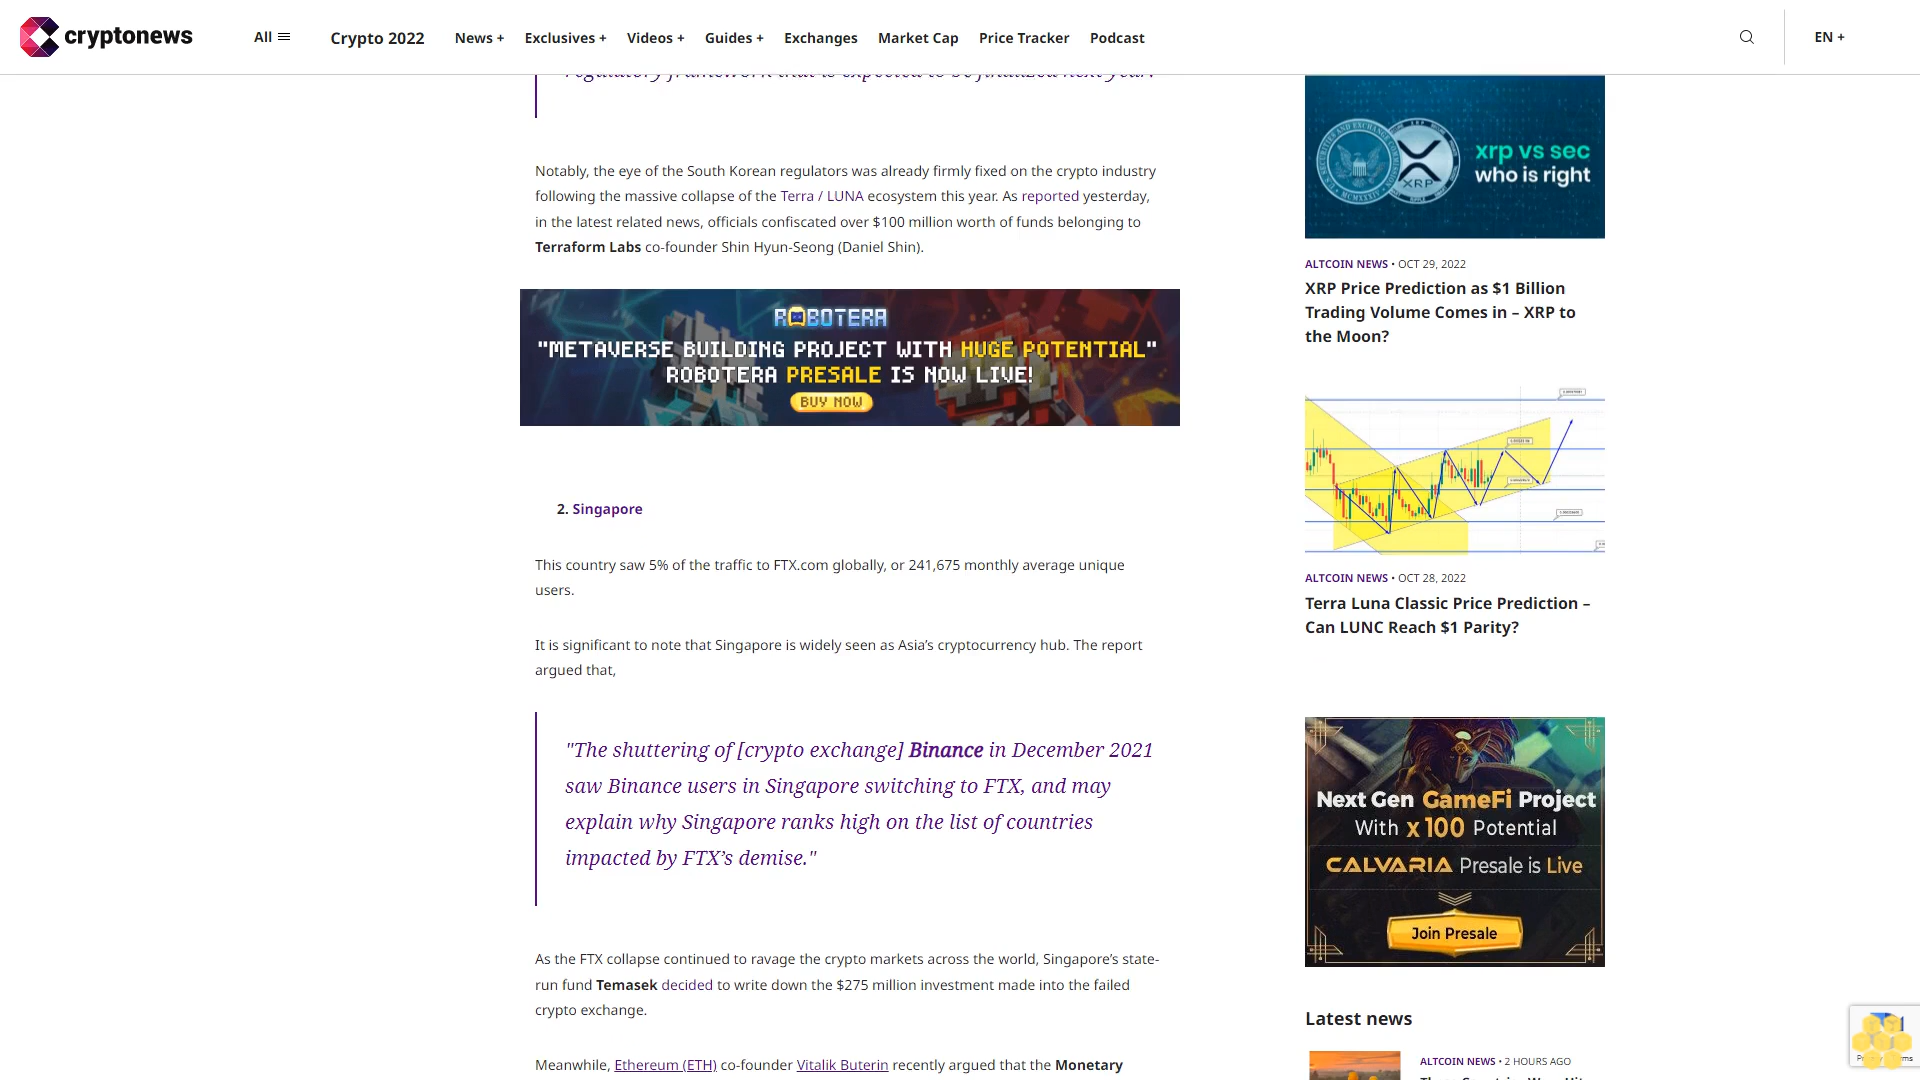 cryptonews
All
Crypto 2022
News +
Exclusives +
Videos +
Guides +
Exchanges
Market Cap
Price Tracker
Podcast
EN +
regulatory framework that is expected to be finalized next year.
Notably, the eye of the South Korean regulators was already firmly fixed on the crypto industry
following the massive collapse of the Terra / LUNA ecosystem this year. As reported yesterday,
in the latest related news, officials confiscated over $100 million worth of funds belonging to
Terraform Labs co-founder Shin Hyun-Seong (Daniel Shin).
ROBOTERA
"METAVERSE BUILDING PROJECT WITH HUGE POTENTIAL"
ROBOTERA PRESALE IS NOW LIVE!
BUY NOW
2. Singapore
This country saw 5% of the traffic to FTX.com globally, or 241,675 monthly average unique
users.
It is significant to note that Singapore is widely seen as Asia’s cryptocurrency hub. The report
argued that,
"The shuttering of [crypto exchange] Binance in December 2021
saw Binance users in Singapore switching to FTX, and may
explain why Singapore ranks high on the list of countries
impacted by FTX’s demise."
As the FTX collapse continued to ravage the crypto markets across the world, Singapore’s state-
run fund Temasek decided to write down the $275 million investment made into the failed
crypto exchange.
Meanwhile, Ethereum (ETH) co-founder Vitalik Buterin recently argued that the Monetary
XRP
xrp vs sec
who is right
ALTCOIN NEWS • OCT 29, 2022
XRP Price Prediction as $1 Billion
Trading Volume Comes in – XRP to
the Moon?
ALTCOIN NEWS • OCT 28, 2022
Terra Luna Classic Price Prediction –
Can LUNC Reach $1 Parity?
Next Gen GameFi Project
With x100 Potential
CALVARIA Presale is Live
Join Presale
Latest news
ALTCOIN NEWS • 2 HOURS AGO